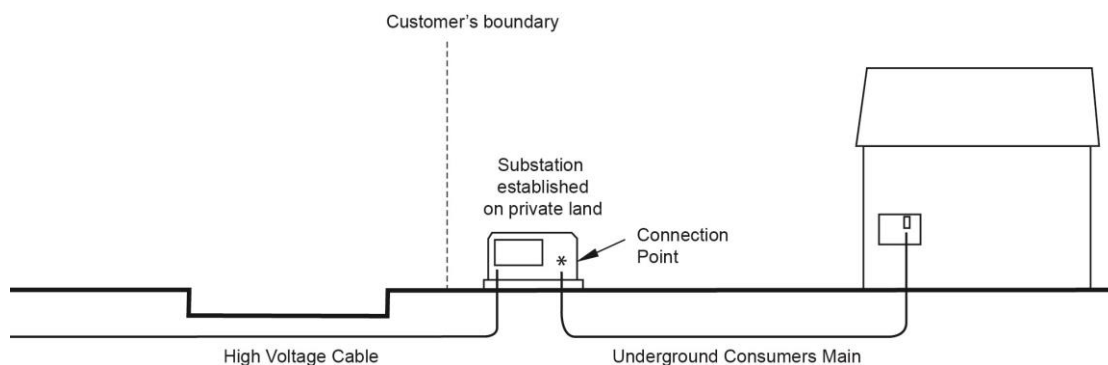 Customer's boundary
Substation
established
on private land
Connection
Point
*
High Voltage Cable
Underground Consumers Main